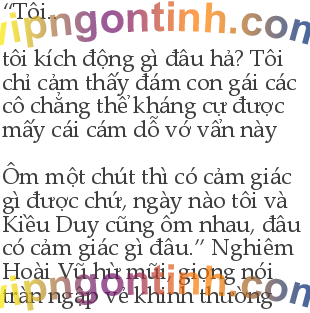 “Tôi...
vipngontinh.com
tôi kích động gì đâu hả? Tôi
chỉ cảm thấy đám con gái các
cô chẳng thể kháng cự được
mấy cái cám dỗ vớ vẩn này
Ôm một chút thì có cảm giác
gì được chứ, ngày nào tôi và
Kiều Duy cũng ôm nhau, đâu
có cảm giác gì đâu.” Nghiêm
Hoài Vũ hừ mũi, giọng nói
vipngontinh.com
tràn ngập vẻ khinh thường